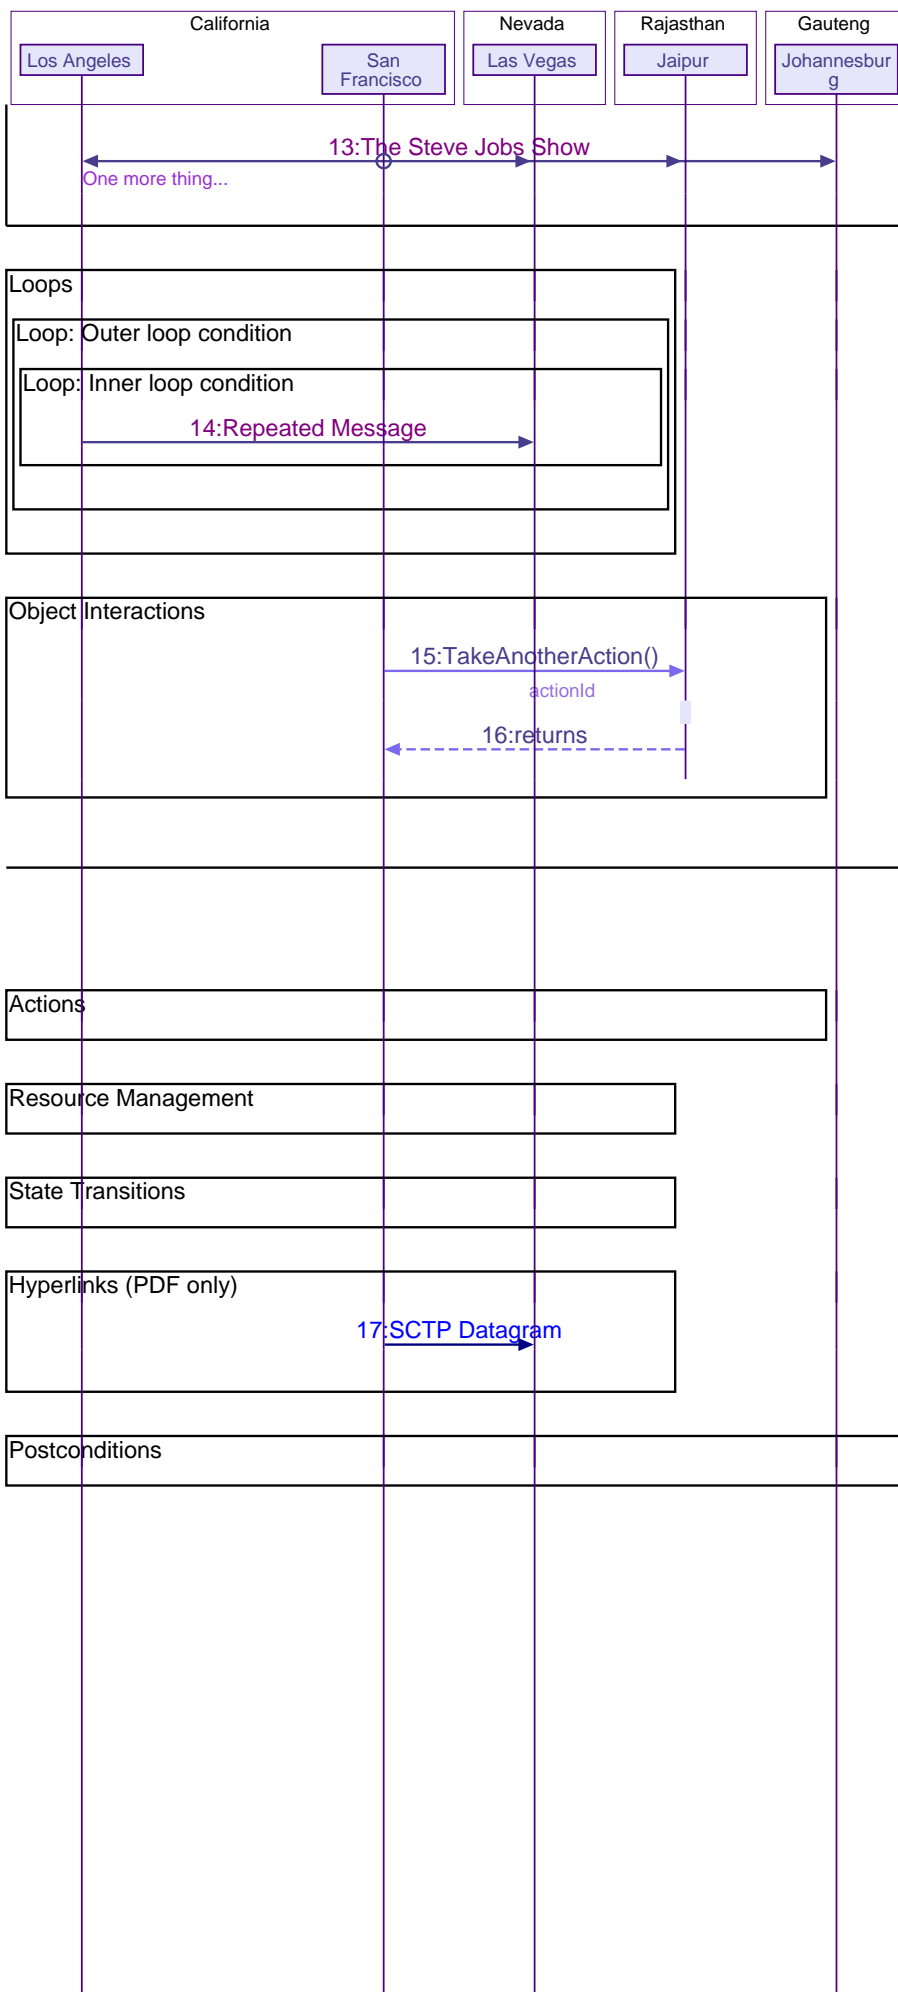 California
Nevada
Rajasthan
Gauteng
Los Angeles
San
Francisco
Las Vegas
Jaipur
Johannesbur
g
13:The Steve Jobs Show
One more thing...
Loops
Loop: Outer loop condition
Loop: Inner loop condition
14:Repeated Message
Object Interactions
15:TakeAnotherAction()
actionId
16:returns
Actions
Resource Management
State Transitions
Hyperlinks (PDF only)
17:SCTP Datagram
Postconditions